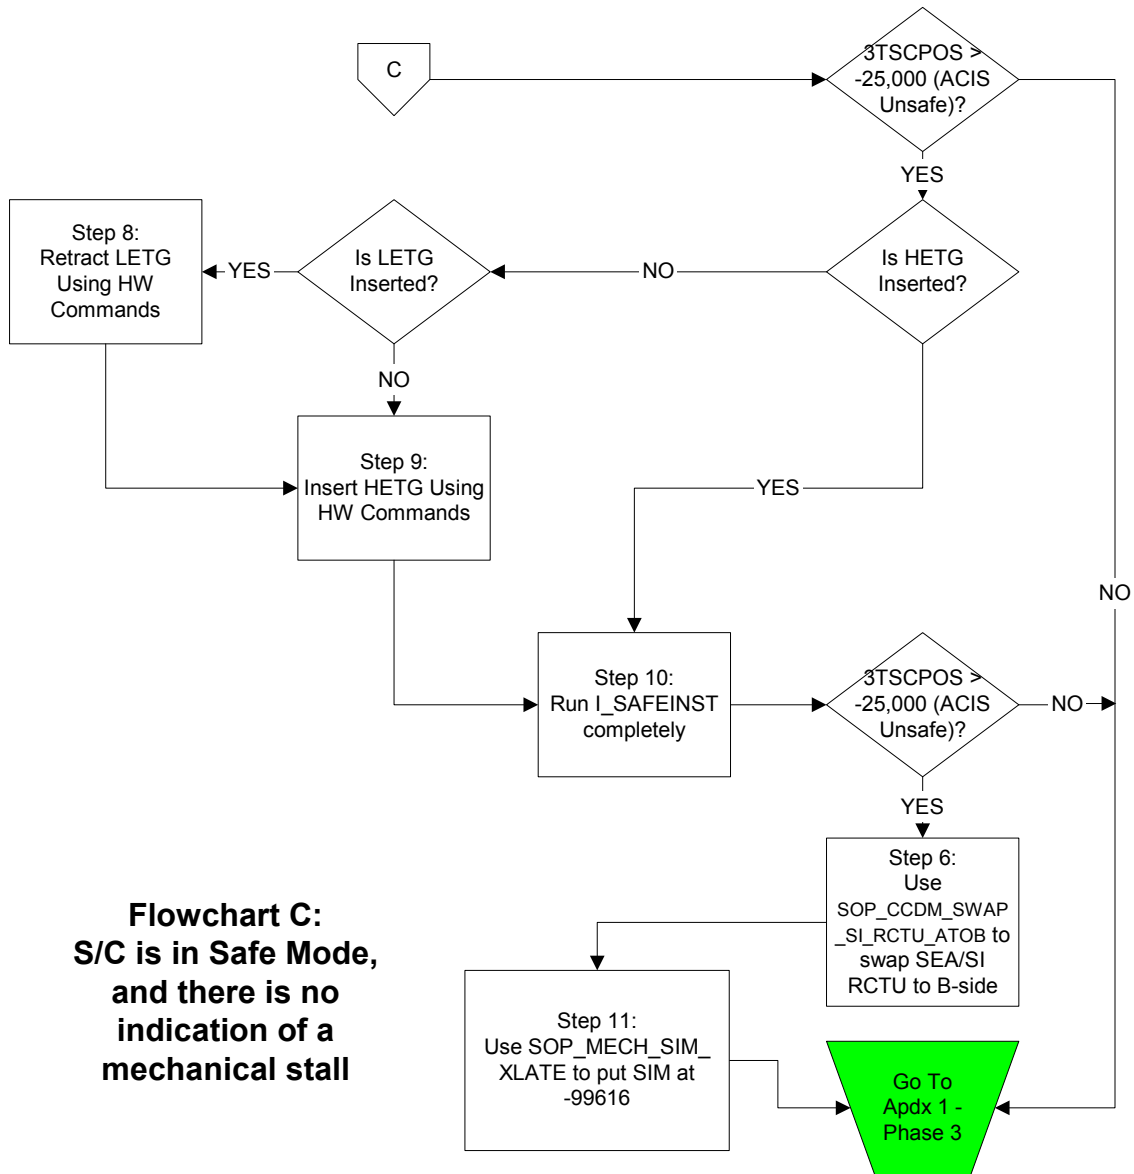 C
3TSCPOS >
-25,000 (ACIS
Unsafe)?
YES
Step 8:
Retract LETG
Using HW
Commands
YES
Is LETG
Inserted?
NO
Is HETG
Inserted?
NO
Step 9:
Insert HETG Using
HW Commands
YES
NO
Step 10:
Run I_SAFEINST
completely
3TSCPOS >
-25,000 (ACIS
Unsafe)?
NO
YES
Step 6:
Use
SOP_CCDM_SWAP
_SI_RCTU_ATOB to
swap SEA/SI
RCTU to B-side
Flowchart C:
S/C is in Safe Mode,
and there is no
indication of a
mechanical stall
Step 11:
Use SOP_MECH_SIM_
XLATE to put SIM at
-99616
Go To
Apdx 1 -
Phase 3